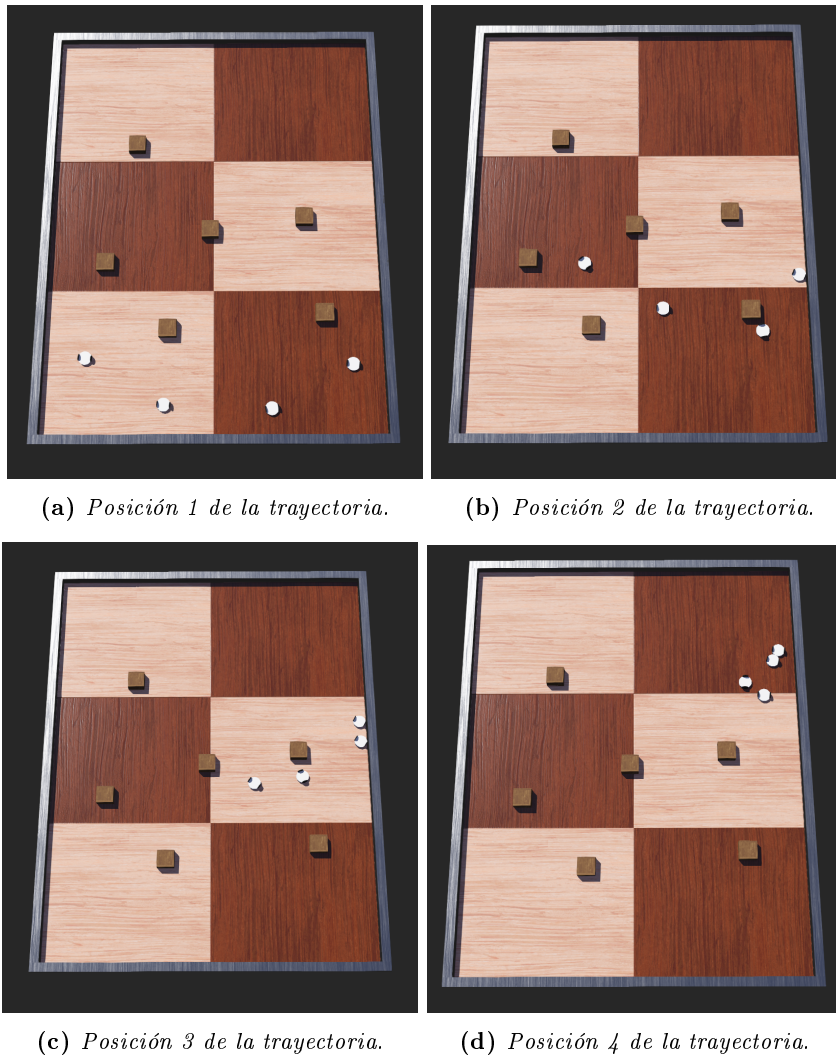 (a) Posición 1 de la trayectoria.
(b) Posición 2 de la trayectoria.
(c) Posición 3 de la trayectoria.
(d) Posición 4 de la trayectoria.